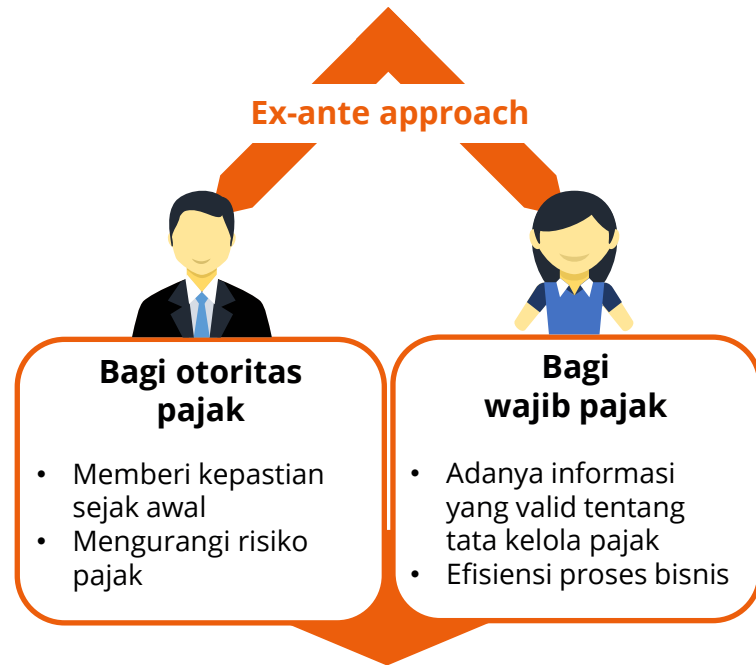 Ex-ante approach
Bagi otoritas
pajak
• Memberi kepastian
sejak awal
• Mengurangi risiko
pajak
Bagi
wajib pajak
• Adanya informasi
yang valid tentang
tata kelola pajak
• Efisiensi proses bisnis